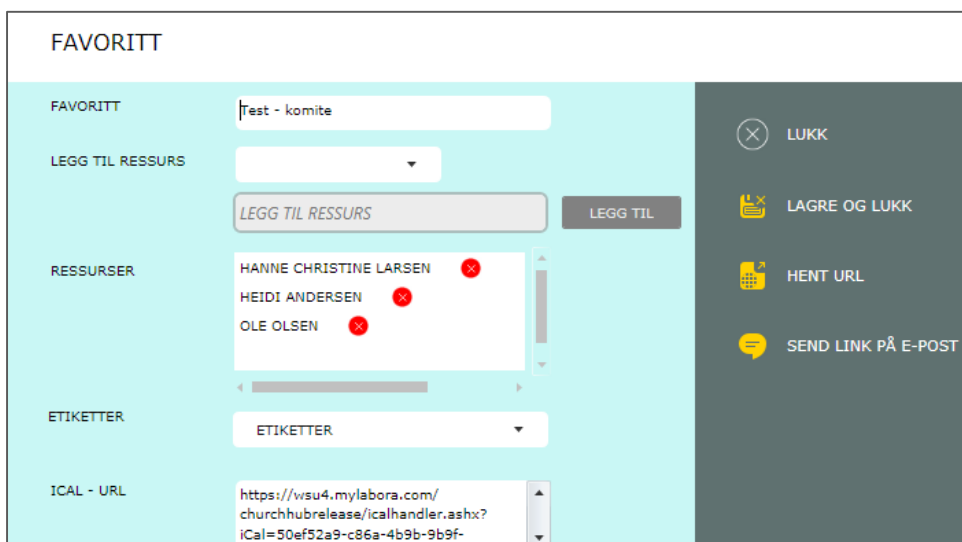 FAVORITT
FAVORITT
Test - komite
LEGG TIL RESSURS
LEGG TIL RESSURS
LEGG TIL
RESSURSER
HANNE CHRISTINE LARSEN
HEIDI ANDERSEN
OLE OLSEN
ETIKETTER
ETIKETTER
ICAL - URL
https://wsu4.mylabora.com/
churchhubrelease/icalhandler.ashx?
iCal=50ef52a9-c86a-4b9b-9b9f-
LUKK
LAGRE OG LUKK
HENT URL
SEND LINK PÅ E-POST